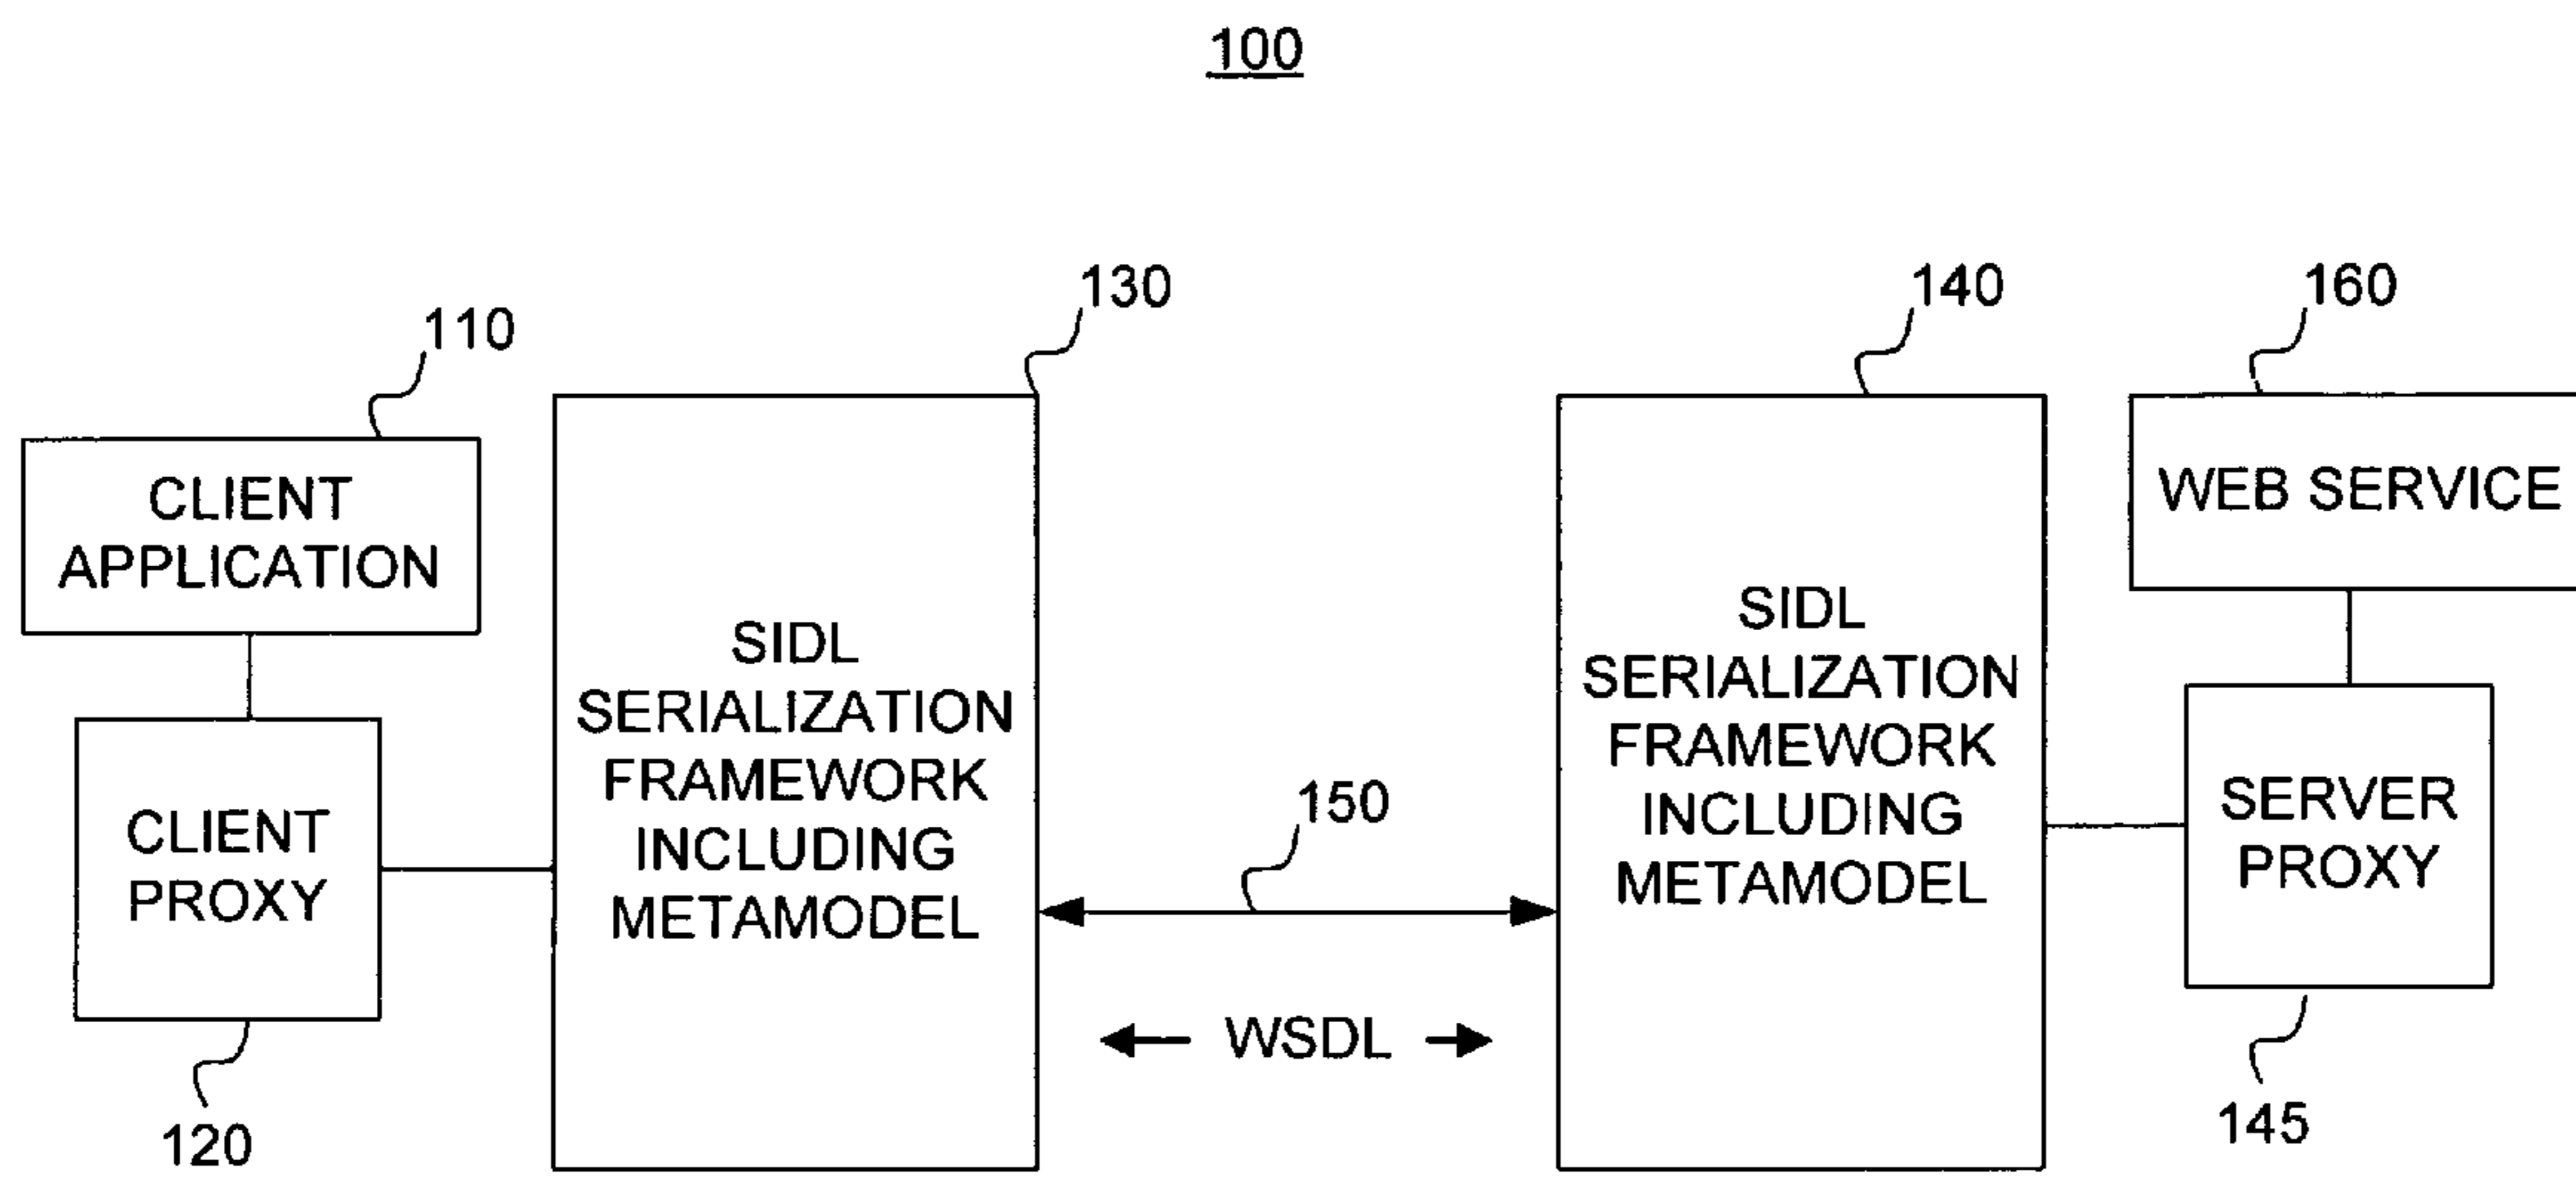 100
110
130
140
160
CLIENT
APPLICATION
CLIENT
PROXY
120
SIDL
SERIALIZATION
FRAMEWORK
INCLUDING
METAMODEL
150
WSDL
SIDL
SERIALIZATION
FRAMEWORK
INCLUDING
METAMODEL
WEB SERVICE
SERVER
PROXY
145